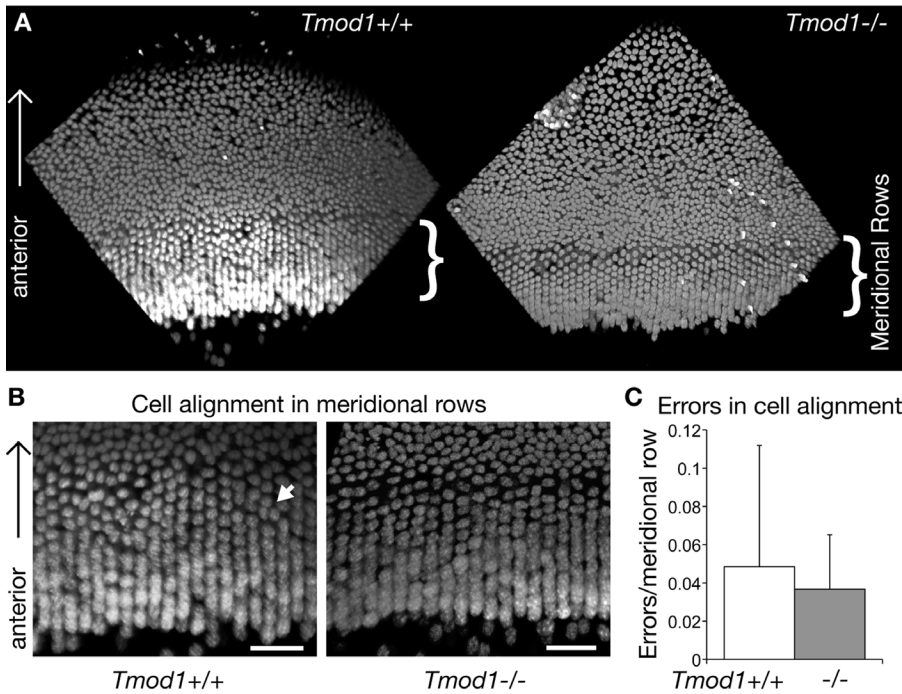 A
Tmod1+/+
Tmod1-/-
anterior
Meridional Rows
B
Cell alignment in meridional rows
anterior
Tmod1+/+
Tmod1-/-
C
Errors in cell alignment
Errors/meridional row
0.12
0.1
0.08
0.06
0.04
0.02
0
Tmod1+/+
-/-